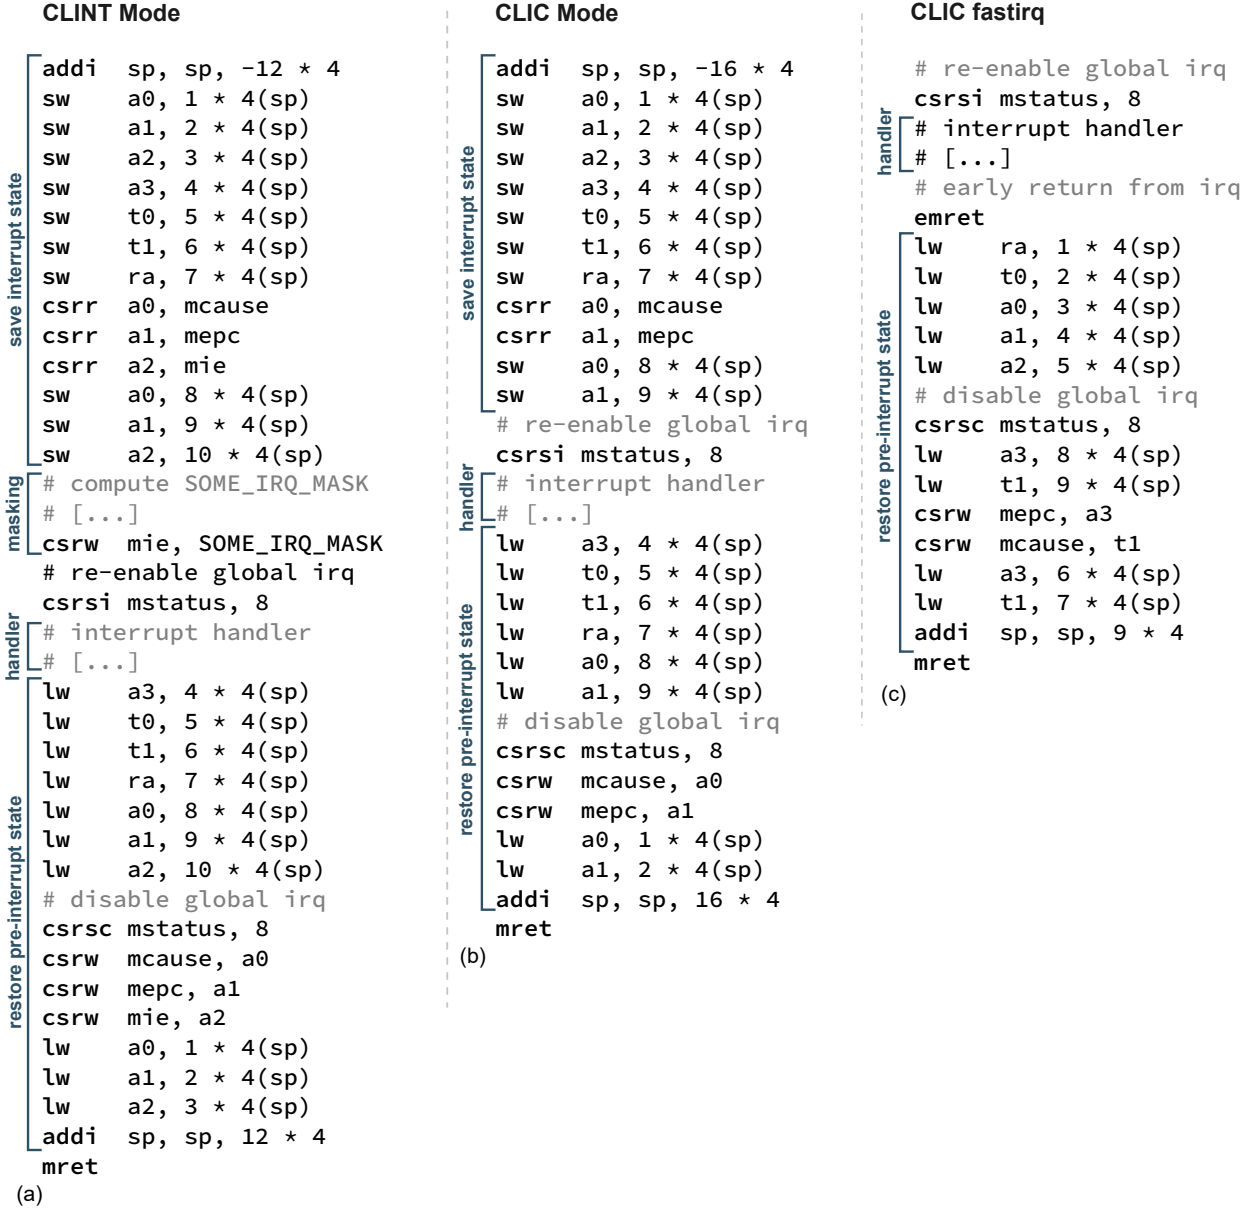 CLINT Mode
save interrupt state
addi sp, sp, -12 * 4
sw a0, 1 * 4(sp)
sw a1, 2 * 4(sp)
sw a2, 3 * 4(sp)
sw a3, 4 * 4(sp)
sw t0, 5 * 4(sp)
sw t1, 6 * 4(sp)
sw ra, 7 * 4(sp)
csrr a0, mcause
csrr a1, mepc
csrr a2, mie
sw a0, 8 * 4(sp)
sw a1, 9 * 4(sp)
sw a2, 10 * 4(sp)
masking
# compute SOME_IRQ_MASK
# [...]
csrw mie, SOME_IRQ_MASK
# re-enable global irq
csrsi mstatus, 8
handler
# interrupt handler
# [...]
restore pre-interrupt state
lw a3, 4 * 4(sp)
lw t0, 5 * 4(sp)
lw t1, 6 * 4(sp)
lw ra, 7 * 4(sp)
lw a0, 8 * 4(sp)
lw a1, 9 * 4(sp)
lw a2, 10 * 4(sp)
# disable global irq
csrsc mstatus, 8
csrw mcause, a0
csrw mepc, a1
csrw mie, a2
lw a0, 1 * 4(sp)
lw a1, 2 * 4(sp)
lw a2, 3 * 4(sp)
addi sp, sp, 12 * 4
mret
(a)
CLIC Mode
save interrupt state
addi sp, sp, -16 * 4
sw a0, 1 * 4(sp)
sw a1, 2 * 4(sp)
sw a2, 3 * 4(sp)
sw a3, 4 * 4(sp)
sw t0, 5 * 4(sp)
sw t1, 6 * 4(sp)
sw ra, 7 * 4(sp)
csrr a0, mcause
csrr a1, mepc
sw a0, 8 * 4(sp)
sw a1, 9 * 4(sp)
# re-enable global irq
csrsi mstatus, 8
handler
# interrupt handler
# [...]
restore pre-interrupt state
lw a3, 4 * 4(sp)
lw t0, 5 * 4(sp)
lw t1, 6 * 4(sp)
lw ra, 7 * 4(sp)
lw a0, 8 * 4(sp)
lw a1, 9 * 4(sp)
# disable global irq
csrsc mstatus, 8
csrw mcause, a0
csrw mepc, a1
lw a0, 1 * 4(sp)
lw a1, 2 * 4(sp)
addi sp, sp, 16 * 4
mret
(b)
CLIC fastirq
# re-enable global irq
csrsi mstatus, 8
handler
# interrupt handler
# [...]
# early return from irq
emret
restore pre-interrupt state
lw ra, 1 * 4(sp)
lw t0, 2 * 4(sp)
lw a0, 3 * 4(sp)
lw a1, 4 * 4(sp)
lw a2, 5 * 4(sp)
# disable global irq
csrsc mstatus, 8
lw a3, 8 * 4(sp)
lw t1, 9 * 4(sp)
csrw mepc, a3
csrw mcause, t1
lw a3, 6 * 4(sp)
lw t1, 7 * 4(sp)
addi sp, sp, 9 * 4
mret
(c)